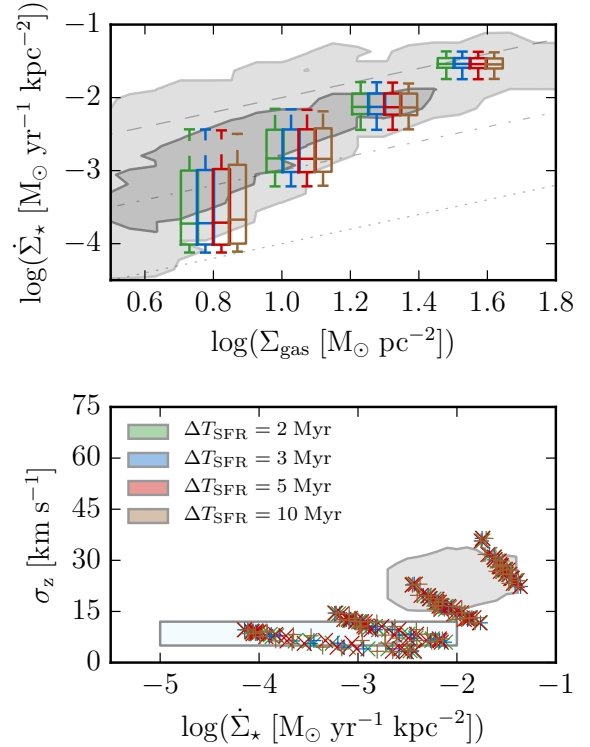 −1
−2
−3
−4
log(Σ̇⋆ [M⊙ yr−1 kpc−2])
0.6 0.8 1.0 1.2 1.4 1.6 1.8
log(Σgas [M⊙ pc−2])
75
60
45
30
15
0
σz [km s−1]
ΔTSFR = 2 Myr
ΔTSFR = 3 Myr
ΔTSFR = 5 Myr
ΔTSFR = 10 Myr
−5 −4 −3 −2 −1
log(Σ̇⋆ [M⊙ yr−1 kpc−2])